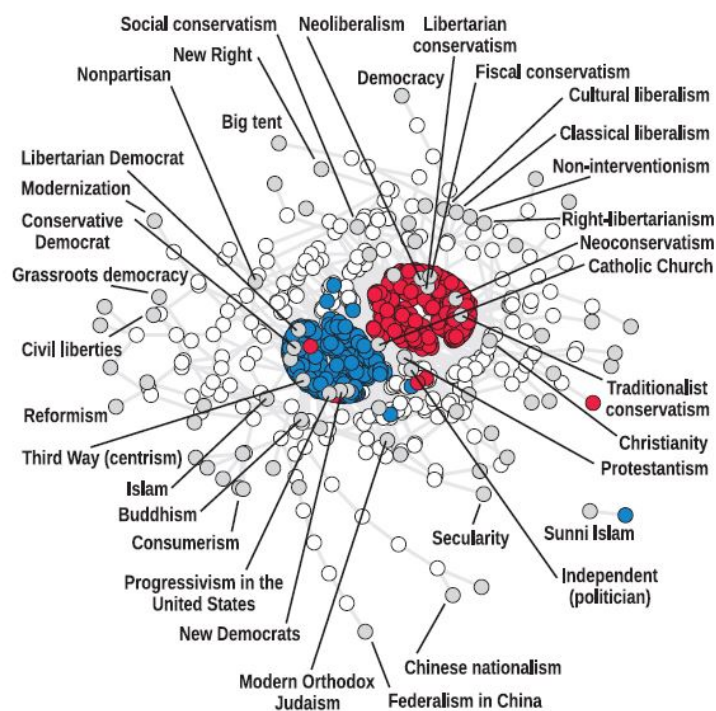 Social conservatism
Neoliberalism
Libertarian
conservatism
New Right
Fiscal conservatism
Nonpartisan
Democracy
Cultural liberalism
Big tent
Classical liberalism
Libertarian Democrat
Non-interventionism
Modernization
Conservative
Democrat
Right-libertarianism
Neoconservatism
Catholic Church
Grassroots democracy
Civil liberties
Reformism
Traditionalist
conservatism
Third Way (centrism)
Christianity
Protestantism
Islam
Buddhism
Consumerism
Secularity
Sunni Islam
Progressivism in the
United States
Independent
(politician)
New Democrats
Chinese nationalism
Modern Orthodox
Judaism
Federalism in China